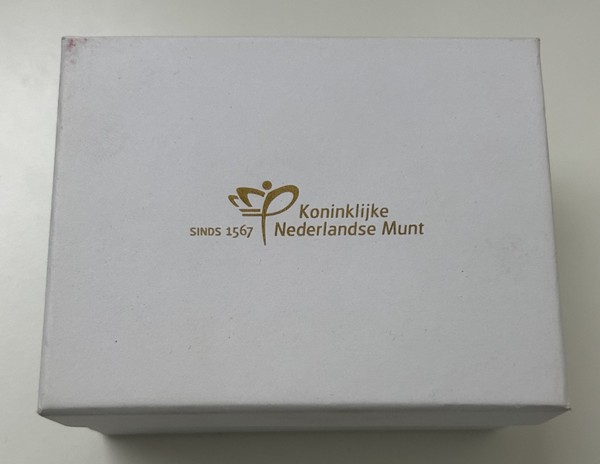 Koninklijke
SINDS 1567 Nederlandse Munt